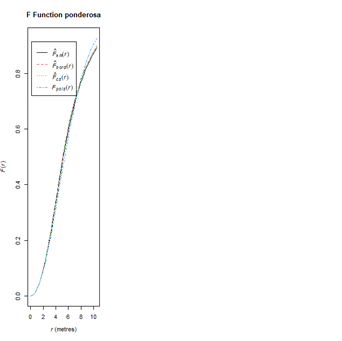 F Function ponderosa
F̂km(r)
F̂bord(r)
F̂cs(r)
Fpois(r)
F(r)
0.8
0.6
0.4
0.2
0.0
0 2 4 6 8 10
r (metres)